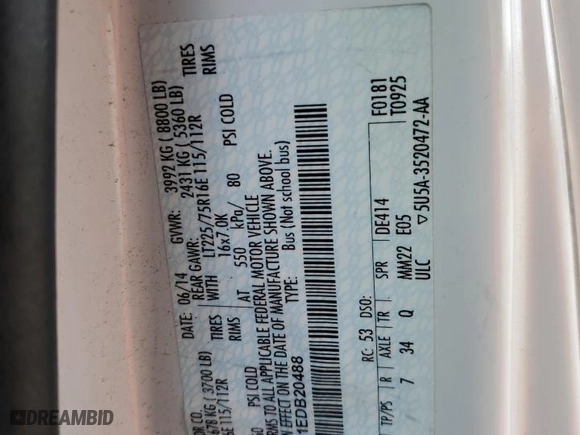 DATE: 06/14 GVWR: 3992 KG ( 8800 LB)
OR CO. REAR GAWR: 2431 KG ( 5360 LB)
678 KG ( 3700 LB) TIRES WITH LT225/75R16E 115/112R TIRES
6E 115/112R RIMS 16x7.0K RIMS
PSI COLD AT 550 kPa/ 80 PSI COLD
RMS TO ALL APPLICABLE FEDERAL MOTOR VEHICLE
EFFECT ON THE DATE OF MANUFACTURE SHOWN ABOVE.
1EDB20488 TYPE: Bus (Not school bus)
F0181
RC: 53 DSO: DE414 T0925
TP/PS R AXLE TR SPR
7 34 Q MM22 E05
ULC ▽5U5A-3520472-AA
DREAMBID